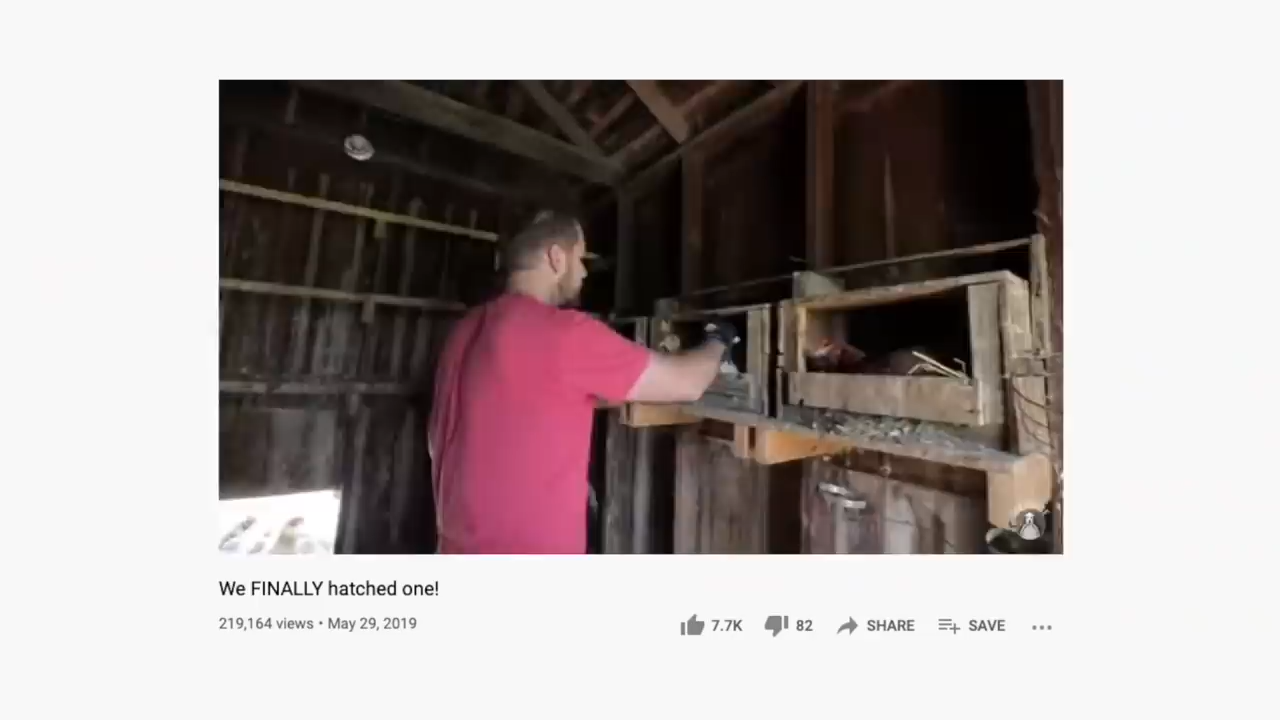 We FINALLY hatched one!
219,164 views • May 29, 2019
7.7K 82 SHARE SAVE